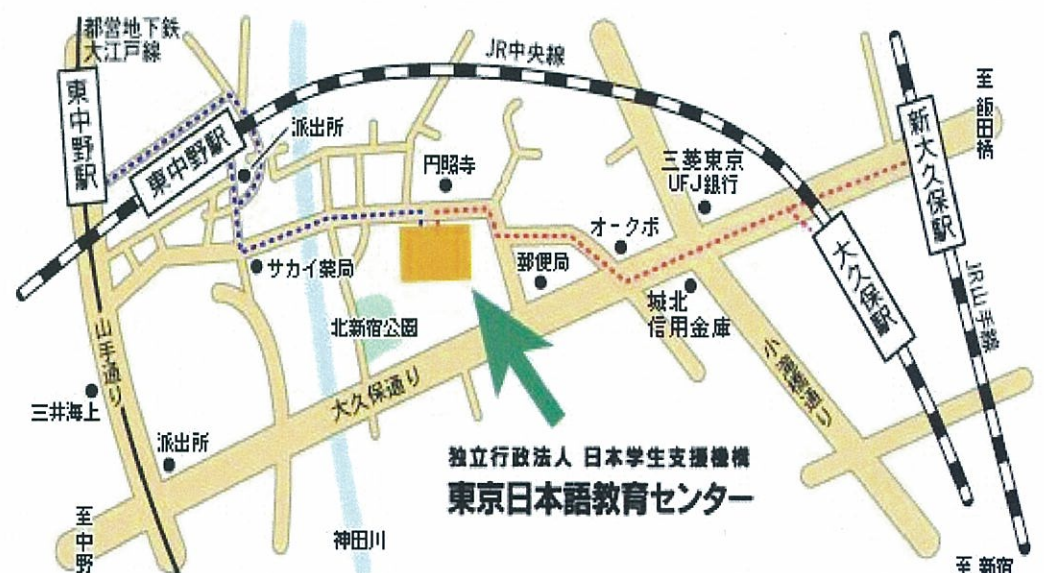 都営地下鉄
大江戸線
東中野駅
東中野駅
派出所
JR中央線
円照寺
三菱東京
UFJ銀行
至飯田橋
新大久保駅
オークボ
郵便局
サカイ薬局
城北
信用金庫
大久保駅
JR山手線
北新宿公園
山手通り
大久保通り
小滝橋通り
三井海上
派出所
独立行政法人 日本学生支援機構
東京日本語教育センター
至中野
神田川
至新宿